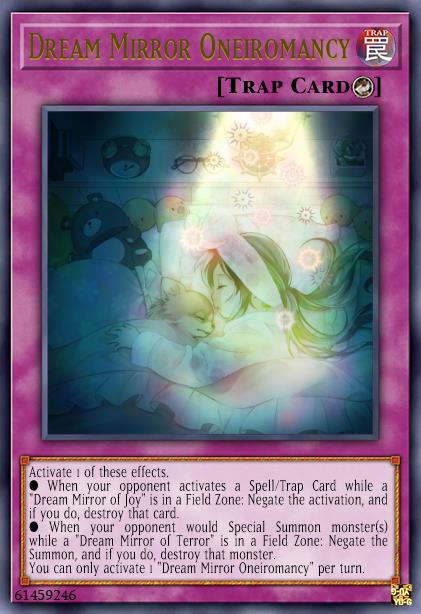 Dream Mirror Oneiromancy
TRAP
罠
[Trap Card]
Activate 1 of these effects.
● When your opponent activates a Spell/Trap Card while a
"Dream Mirror of Joy" is in a Field Zone: Negate the activation, and
if you do, destroy that card.
● When your opponent would Special Summon monster(s)
while a "Dream Mirror of Terror" is in a Field Zone: Negate the
Summon, and if you do, destroy that monster.
You can only activate 1 "Dream Mirror Oneiromancy" per turn.
61459246